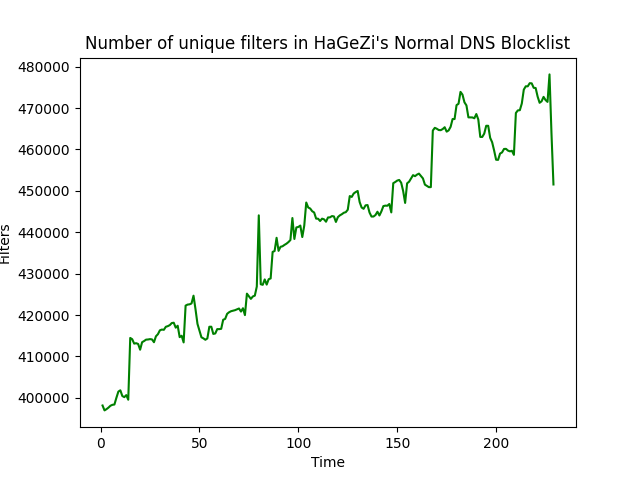 Number of unique filters in HaGeZi's Normal DNS Blocklist
480000
470000
460000
450000
440000
430000
420000
410000
400000
Filters
0 50 100 150 200
Time